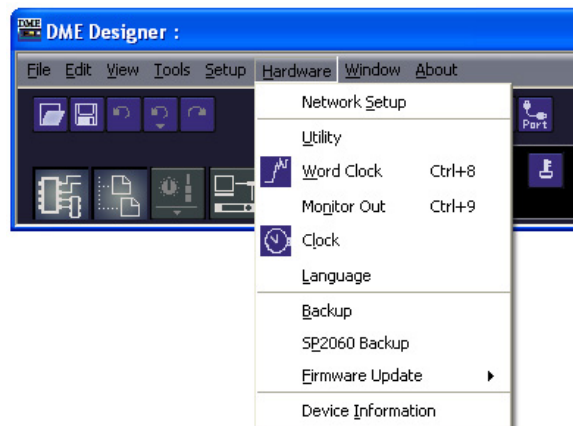 DME
DME Designer :
File Edit View Tools Setup Hardware Window About
Network Setup
Port
Utility
Word Clock Ctrl+8
Monitor Out Ctrl+9
Clock
Language
Backup
SP2060 Backup
Firmware Update
Device Information